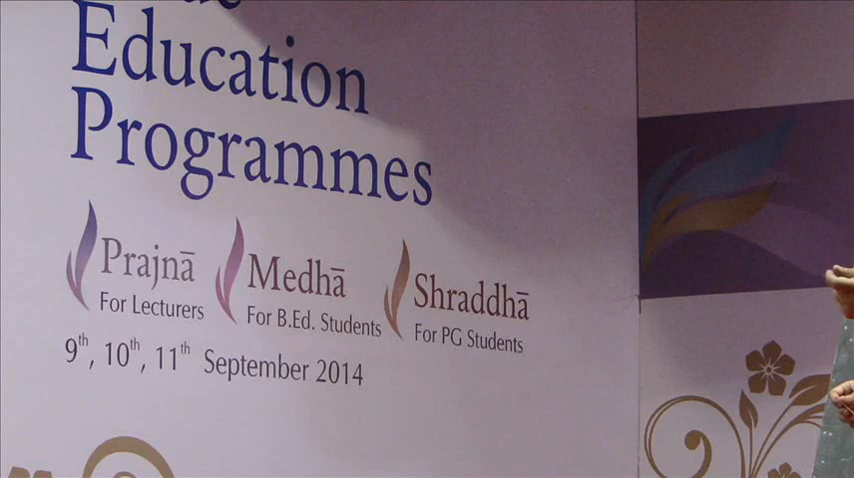 Education
Programmes
Prajnā
For Lecturers
Medhā
For B.Ed. Students
Shraddhā
For PG Students
9th, 10th, 11th September 2014